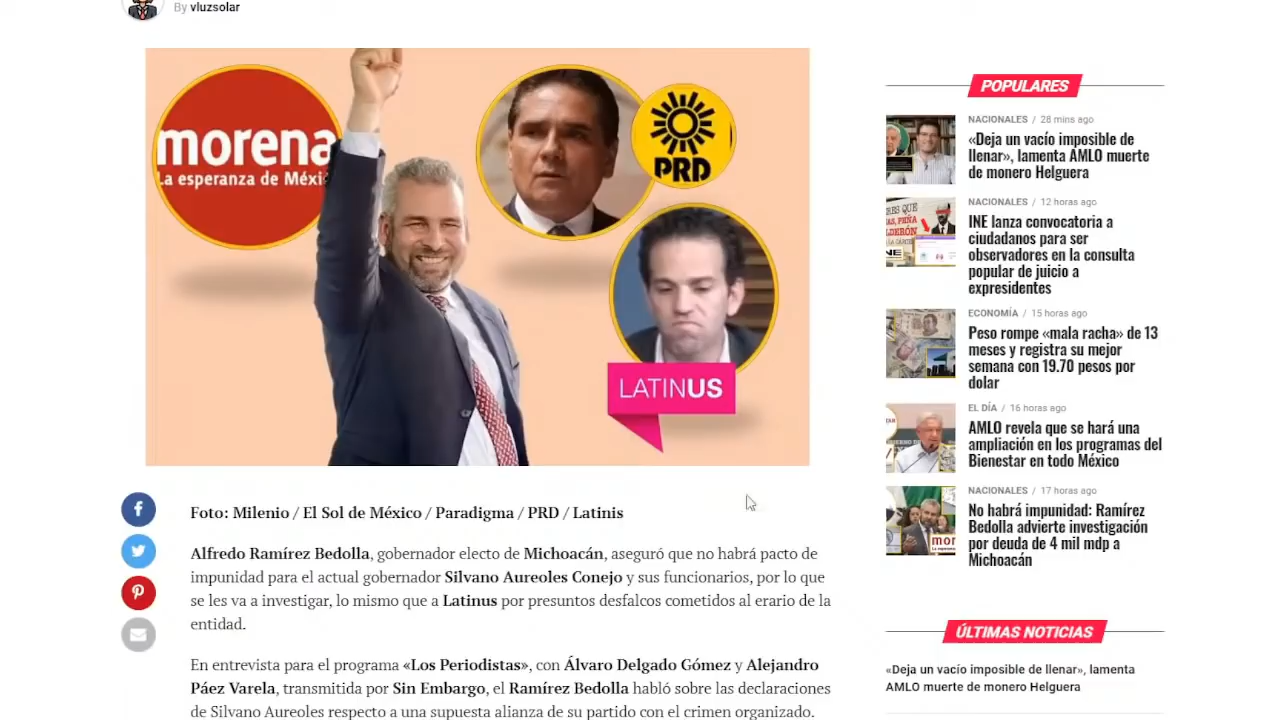 By vluzsolar
morena
La esperanza de Méxi
PRD
LATINUS
Foto: Milenio / El Sol de México / Paradigma / PRD / Latinis
Alfredo Ramírez Bedolla, gobernador electo de Michoacán, aseguró que no habrá pacto de
impunidad para el actual gobernador Silvano Aureoles Conejo y sus funcionarios, por lo que
se les va a investigar, lo mismo que a Latinus por presuntos desfalcos cometidos al erario de la
entidad.
En entrevista para el programa «Los Periodistas», con Álvaro Delgado Gómez y Alejandro
Páez Varela, transmitida por Sin Embargo, el Ramírez Bedolla habló sobre las declaraciones
de Silvano Aureoles respecto a una supuesta alianza de su partido con el crimen organizado.
POPULARES
NACIONALES / 28 mins ago
«Deja un vacío imposible de
llenar», lamenta AMLO muerte
de monero Helguera
NACIONALES / 12 horas ago
INE lanza convocatoria a
ciudadanos para ser
observadores en la consulta
popular de juicio a
expresidentes
ECONOMÍA / 15 horas ago
Peso rompe «mala racha» de 13
meses y registra su mejor
semana con 19.70 pesos por
dolar
EL DÍA / 16 horas ago
AMLO revela que se hará una
ampliación en los programas del
Bienestar en todo México
NACIONALES / 17 horas ago
No habrá impunidad: Ramírez
Bedolla advierte investigación
por deuda de 4 mil mdp a
Michoacán
ÚLTIMAS NOTICIAS
«Deja un vacío imposible de llenar», lamenta
AMLO muerte de monero Helguera